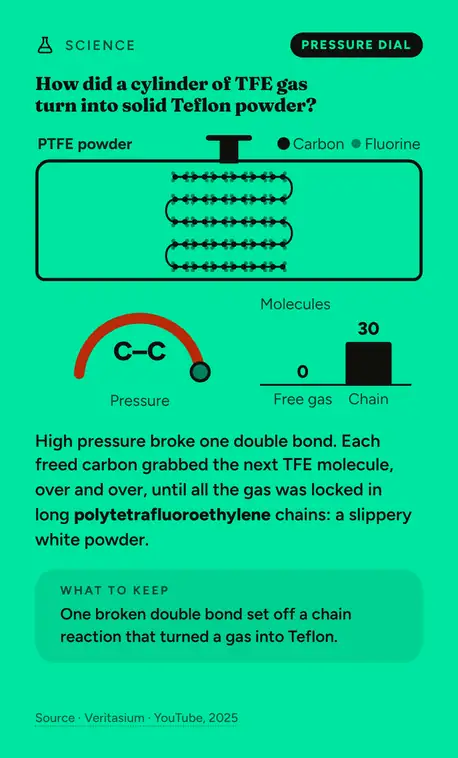 SCIENCE
PRESSURE DIAL
How did a cylinder of TFE gas
turn into solid Teflon powder?
PTFE powder
Carbon
Fluorine
Molecules
C–C
Pressure
0
30
Free gas
Chain
High pressure broke one double bond. Each
freed carbon grabbed the next TFE molecule,
over and over, until all the gas was locked in
long polytetrafluoroethylene chains: a slippery
white powder.
WHAT TO KEEP
One broken double bond set off a chain
reaction that turned a gas into Teflon.
Source · Veritasium · YouTube, 2025